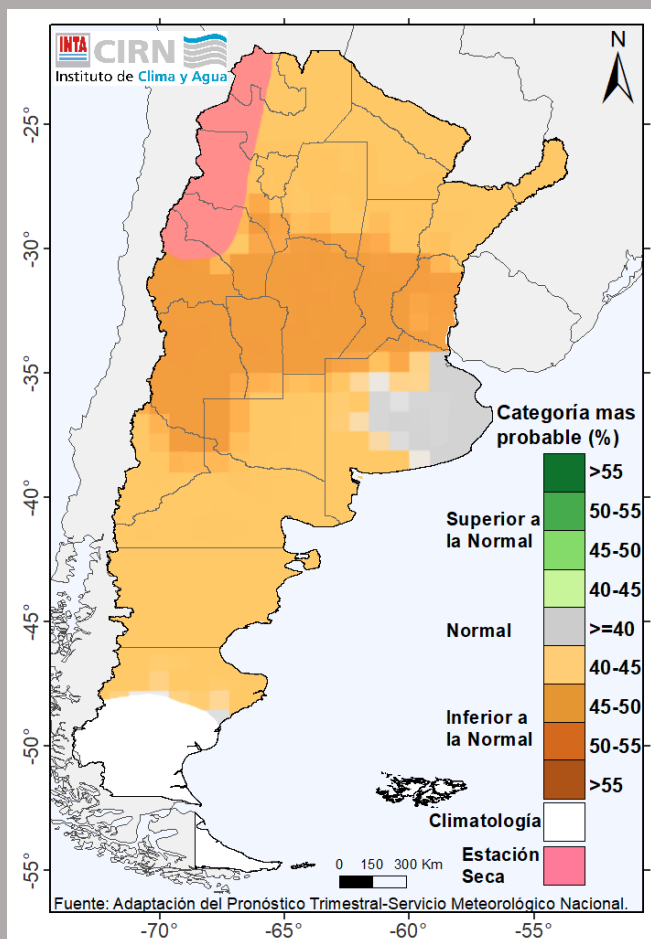 INTA CIRN
Instituto de Clima y Agua
N
-25°
-30°
-35°
-40°
-45°
-50°
-55°
Categoría mas
probable (%)
>55
50-55
Superior a
la Normal
45-50
40-45
Normal
>=40
40-45
45-50
Inferior a
la Normal
50-55
>55
Climatología
Estación
Seca
0 150 300 Km
Fuente: Adaptación del Pronóstico Trimestral-Servicio Meteorológico Nacional.
-70° -65° -60° -55°